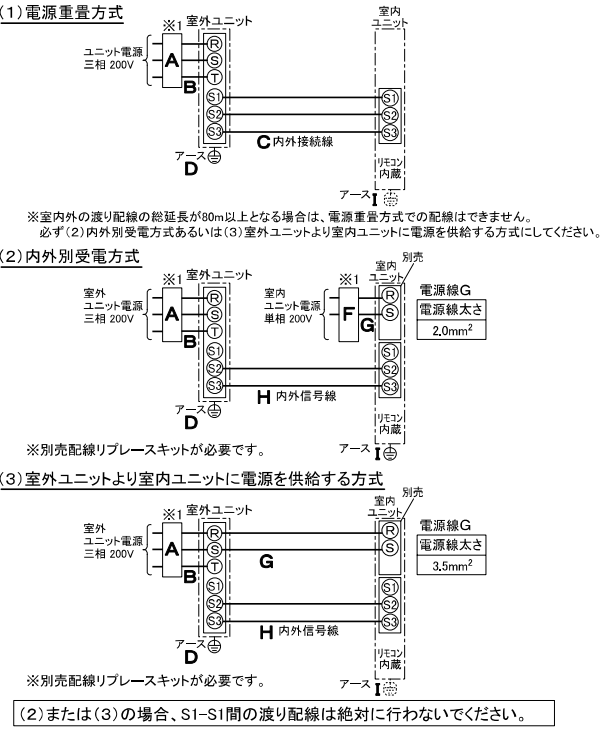 (1)電源重畳方式
※1
室外ユニット
室内
ユニット
ユニット電源
三相 200V
A
B
R
S
T
S1
S2
S3
S1
S2
S3
C 内外接続線
アース
D
リモコン
内蔵
アース I
※室内外の渡り配線の総延長が80m以上となる場合は、電源重畳方式での配線はできません。
必ず(2)内外別受電方式あるいは(3)室外ユニットより室内ユニットに電源を供給する方式にしてください。
(2)内外別受電方式
※1
室外ユニット
※1
室内
ユニット
別売
室外
ユニット電源
三相 200V
A
B
R
S
T
S1
S2
S3
室内
ユニット電源
単相 200V
F
G
R
S
S1
S2
S3
電源線G
電源線太さ
2.0mm²
H 内外信号線
アース
D
リモコン
内蔵
アース I
※別売配線リプレースキットが必要です。
(3)室外ユニットより室内ユニットに電源を供給する方式
※1
室外ユニット
室内
ユニット
別売
室外
ユニット電源
三相 200V
A
B
R
S
T
S1
S2
S3
G
R
S
S1
S2
S3
電源線G
電源線太さ
3.5mm²
H 内外信号線
アース
D
リモコン
内蔵
アース I
※別売配線リプレースキットが必要です。
(2)または(3)の場合、S1-S1間の渡り配線は絶対に行わないでください。